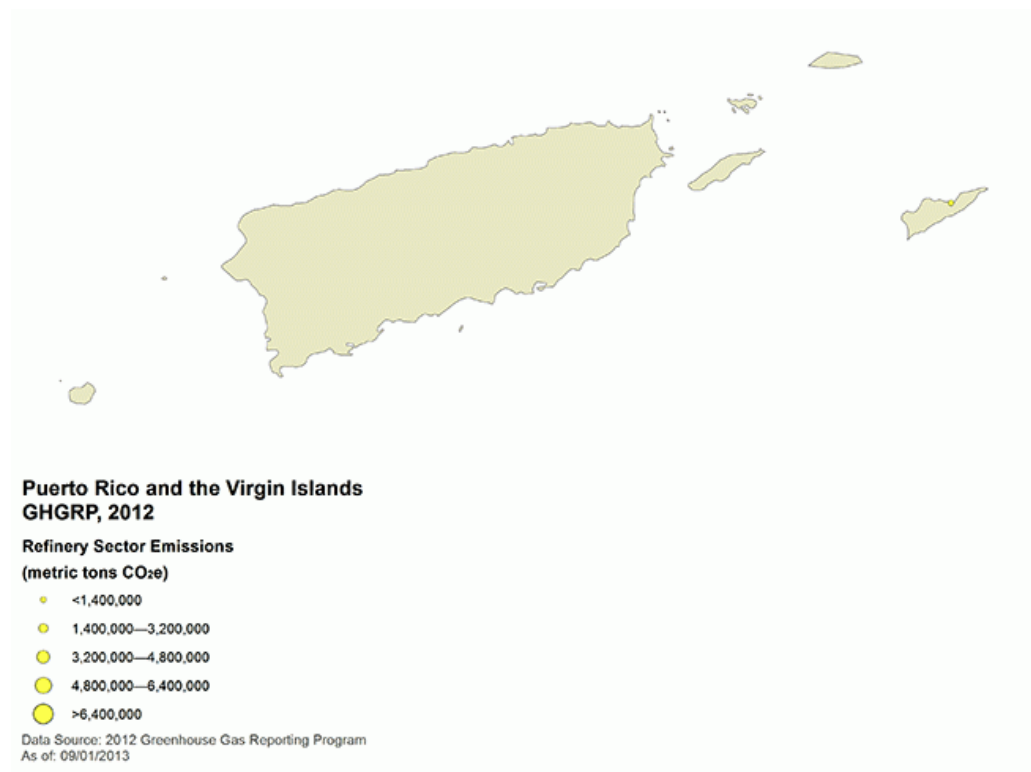 Puerto Rico and the Virgin Islands
GHGRP, 2012
Refinery Sector Emissions
(metric tons CO₂e)
<1,400,000
1,400,000—3,200,000
3,200,000—4,800,000
4,800,000—6,400,000
>6,400,000
Data Source: 2012 Greenhouse Gas Reporting Program
As of: 09/01/2013